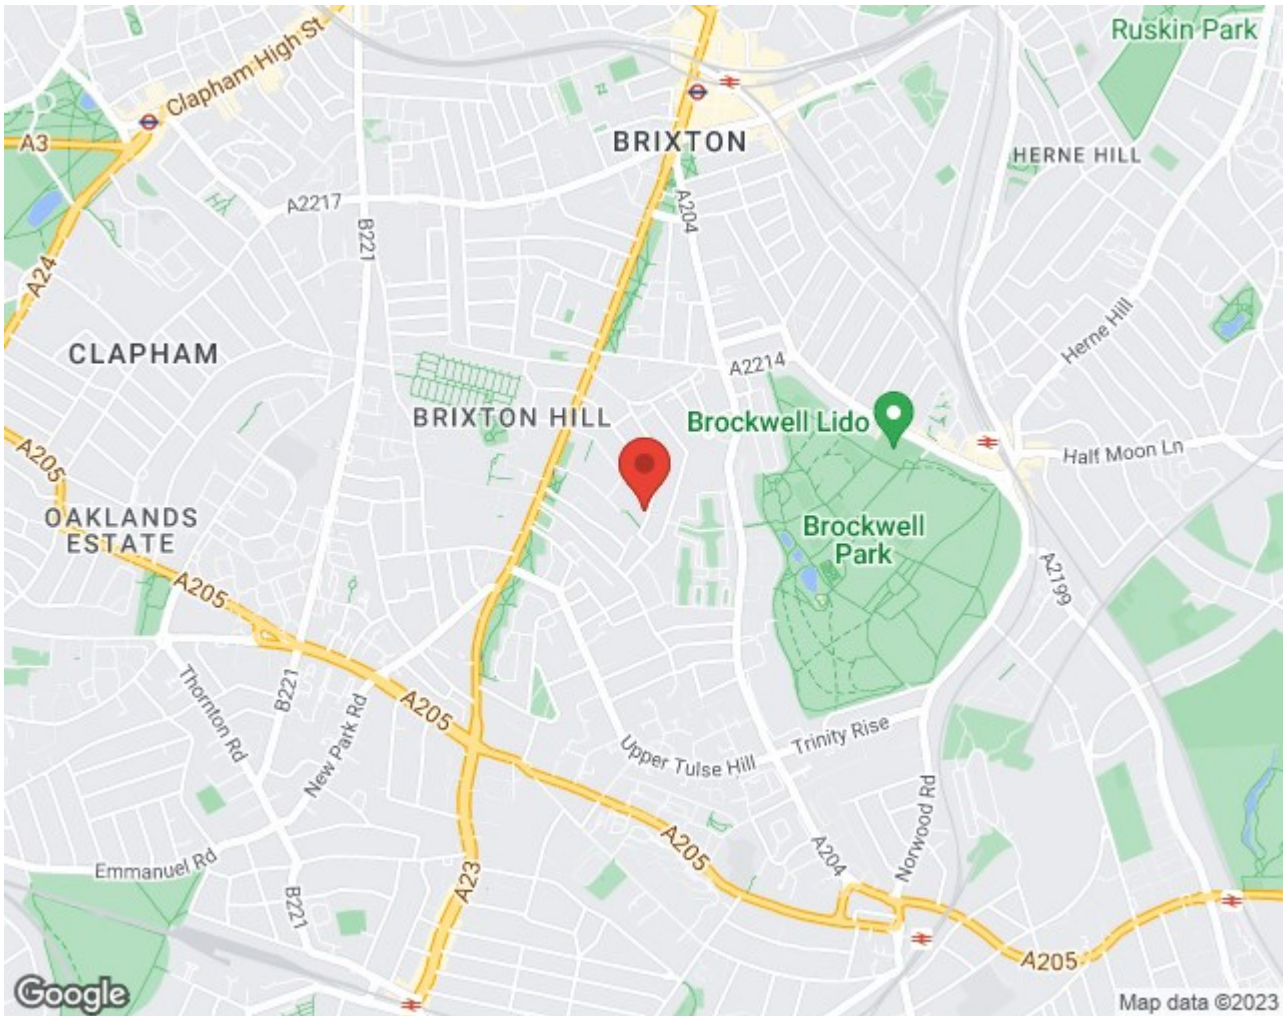 Ruskin Park
Clapham High St
A3
BRIXTON
HERNE HILL
A2217
A204
B221
A24
Herne Hill
CLAPHAM
A2214
BRIXTON HILL
Brockwell Lido
A205
Half Moon Ln
OAKLANDS
ESTATE
Brockwell
Park
A205
A2199
Thornton Rd
B221
New Park Rd
A205
Upper Tulse Hill
Trinity Rise
Norwood Rd
A204
A205
Emmanuel Rd
A23
B221
A205
Google
Map data ©2023